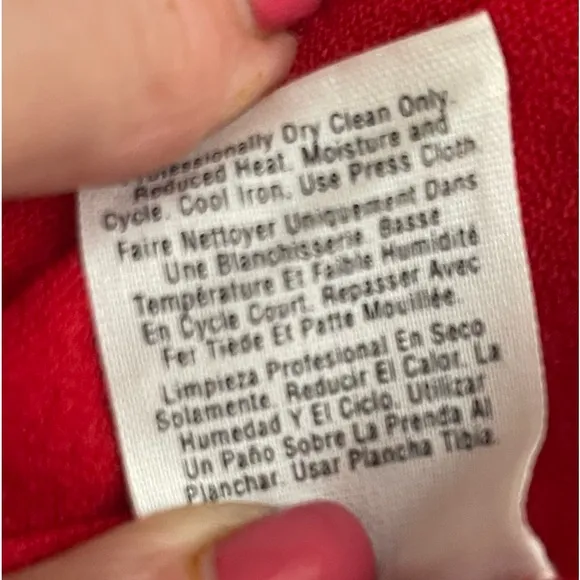 Professionally Dry Clean Only.
Reduced Heat, Moisture and
Cycle. Cool Iron. Use Press Cloth
Faire Nettoyer Uniquement Dans
Une Blanchisserie. Basse
Température Et Faible Humidité
En Cycle Court. Repasser Avec
Fer Tiède Et Patte Mouillée.
Limpieza Profesional En Seco
Solamente. Reducir El Calor, La
Humedad Y El Ciclo. Utilizar
Un Paño Sobre La Prenda Al
Planchar. Usar Plancha Tibia.